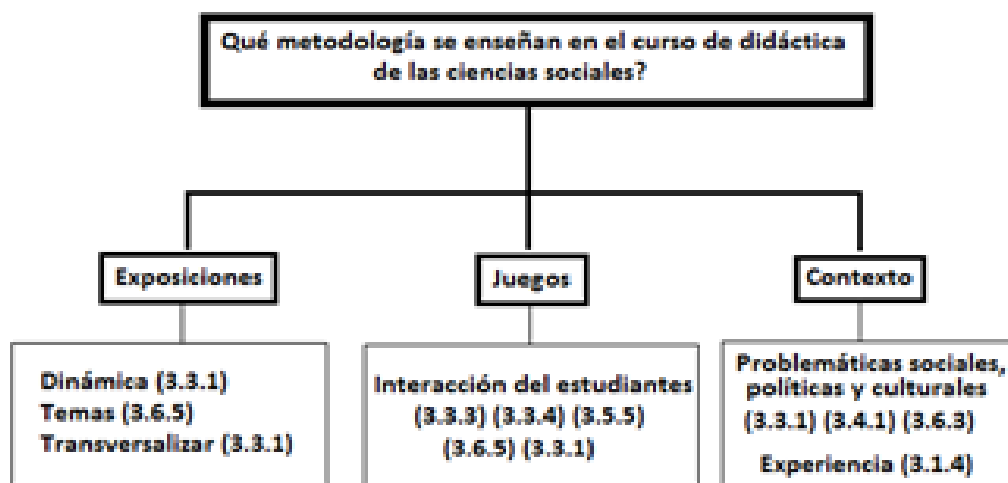 Qué metodología se enseñan en el curso de didáctica
de las ciencias sociales?
Exposiciones
Juegos
Contexto
Dinámica (3.3.1)
Temas (3.6.5)
Transversalizar (3.3.1)
Interacción del estudiantes
(3.3.3) (3.3.4) (3.5.5)
(3.6.5) (3.3.1)
Problemáticas sociales,
políticas y culturales
(3.3.1) (3.4.1) (3.6.3)
Experiencia (3.1.4)